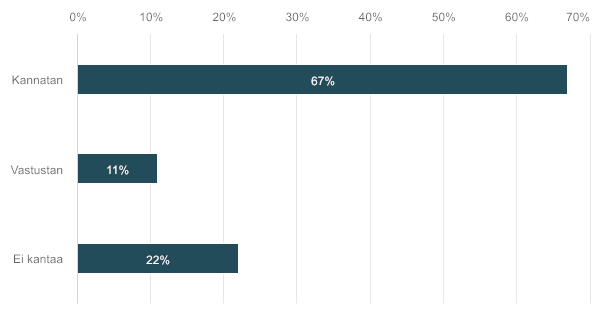 0% 10% 20% 30% 40% 50% 60% 70%
Kannatan 67%
Vastustan 11%
Ei kantaa 22%